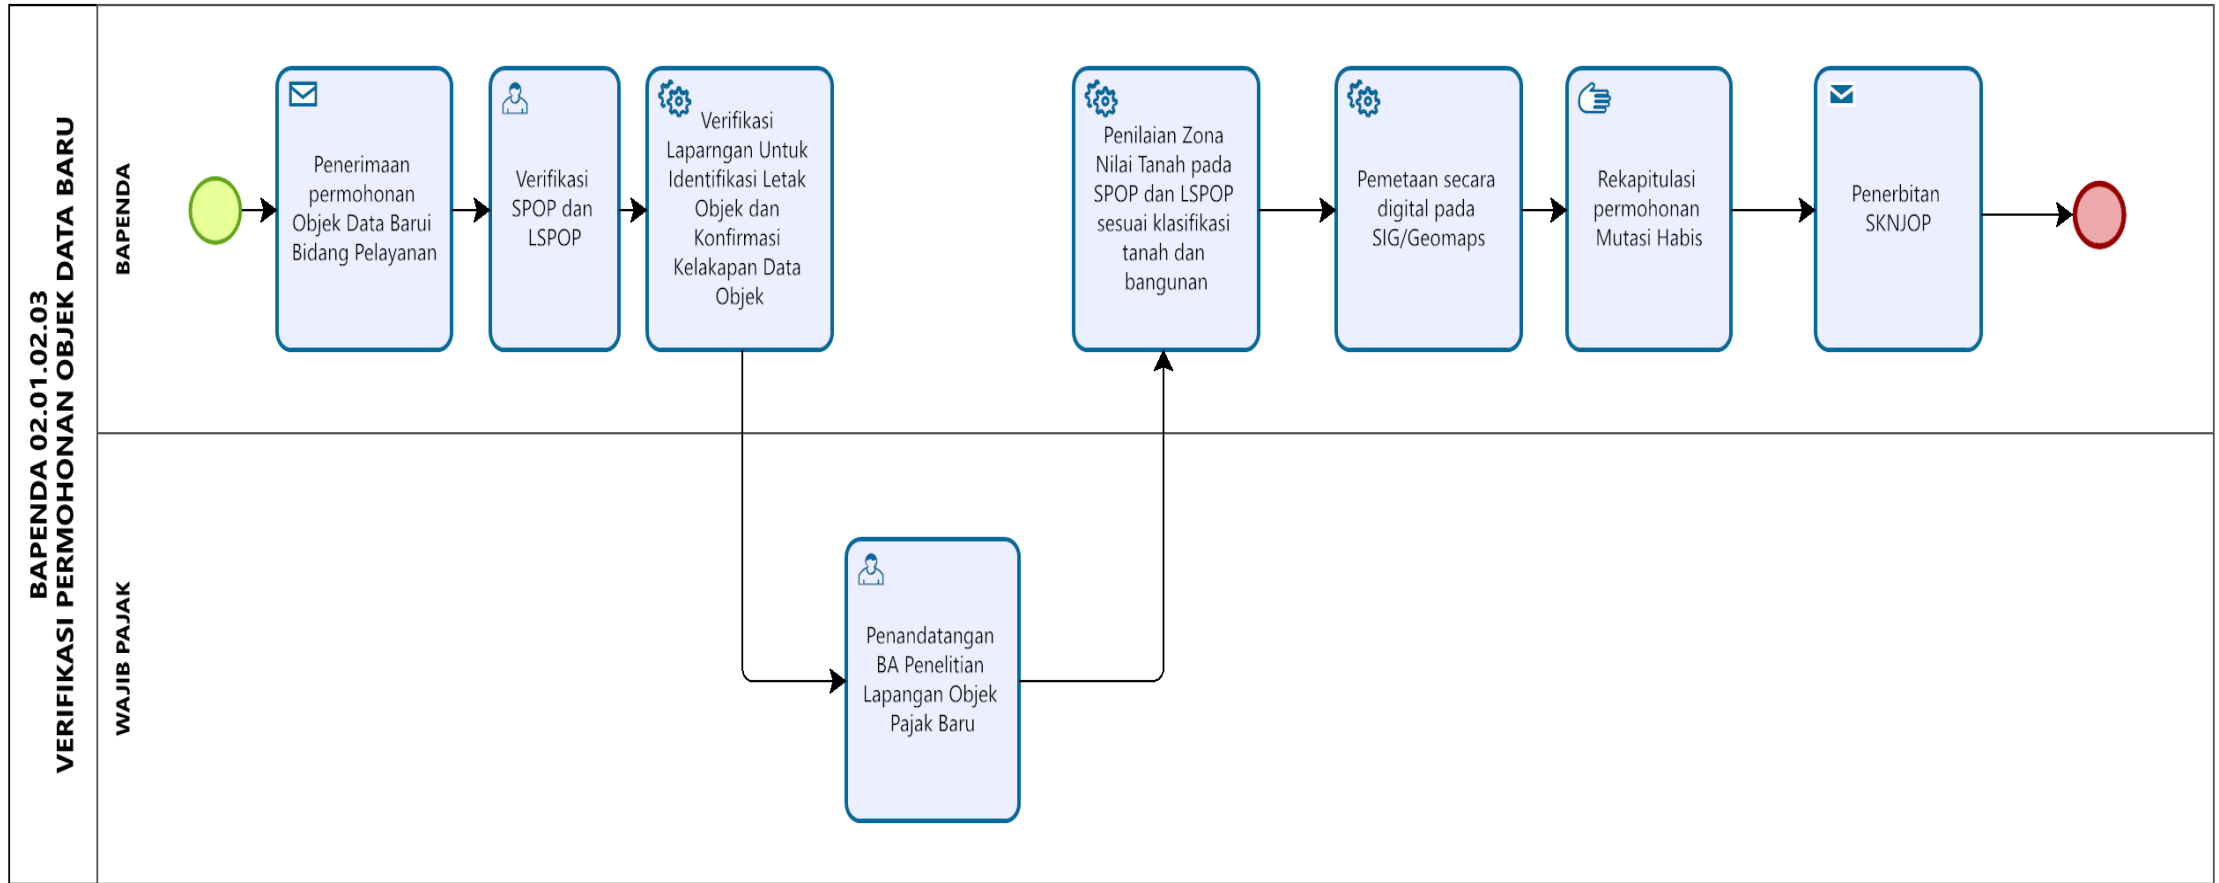 BAPENDA 02.01.02.03
VERIFIKASI PERMOHONAN OBJEK DATA BARU
BAPENDA
Penerimaan
permohonan
Objek Data Barui
Bidang Pelayanan
Verifikasi
SPOP dan
LSPOP
Verifikasi
Laparngan Untuk
Identifikasi Letak
Objek dan
Konfirmasi
Kelakapan Data
Objek
Penilaian Zona
Nilai Tanah pada
SPOP dan LSPOP
sesuai klasifikasi
tanah dan
bangunan
Pemetaan secara
digital pada
SIG/Geomaps
Rekapitulasi
permohonan
Mutasi Habis
Penerbitan
SKNJOP
WAJIB PAJAK
Penandatangan
BA Penelitian
Lapangan Objek
Pajak Baru